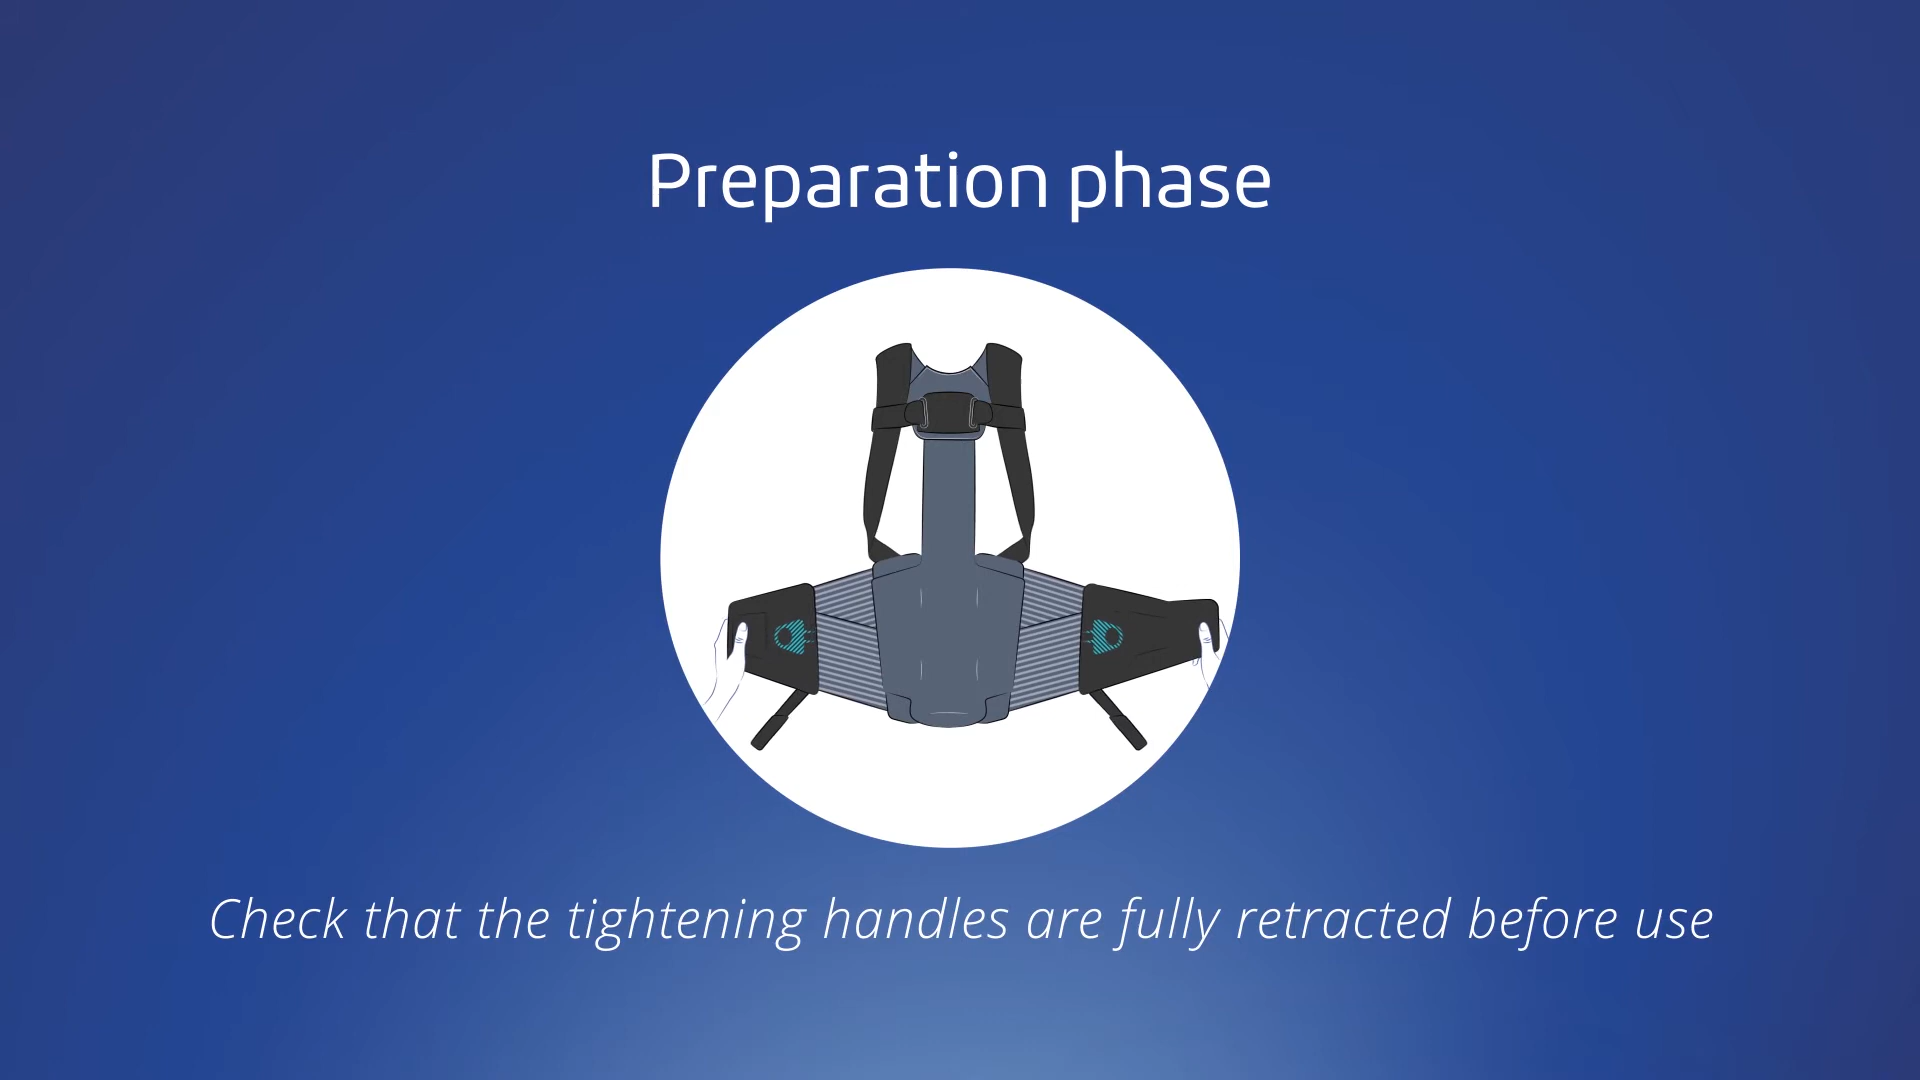 Preparation phase
Check that the tightening handles are fully retracted before use